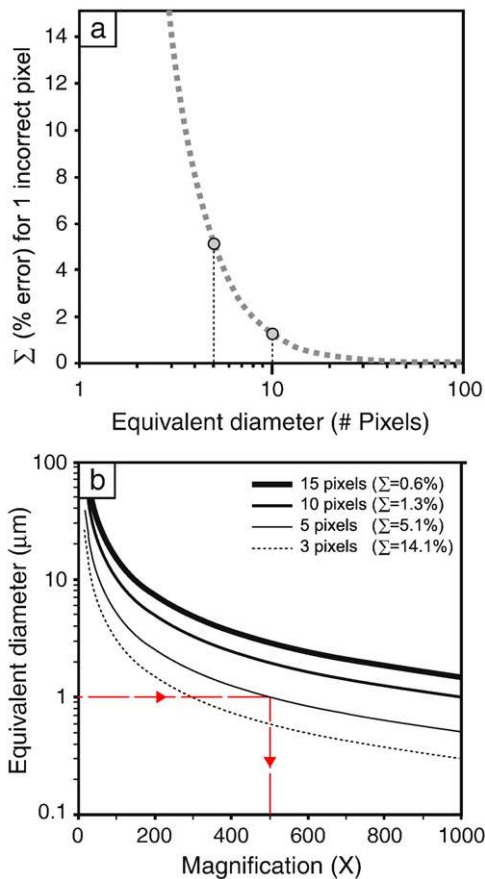 a
14
12
10
8
6
4
2
0
Σ (% error) for 1 incorrect pixel
1
10
100
Equivalent diameter (# Pixels)
b
100
10
1
0.1
Equivalent diameter (μm)
15 pixels (Σ=0.6%)
10 pixels (Σ=1.3%)
5 pixels (Σ=5.1%)
3 pixels (Σ=14.1%)
0
200
400
600
800
1000
Magnification (X)